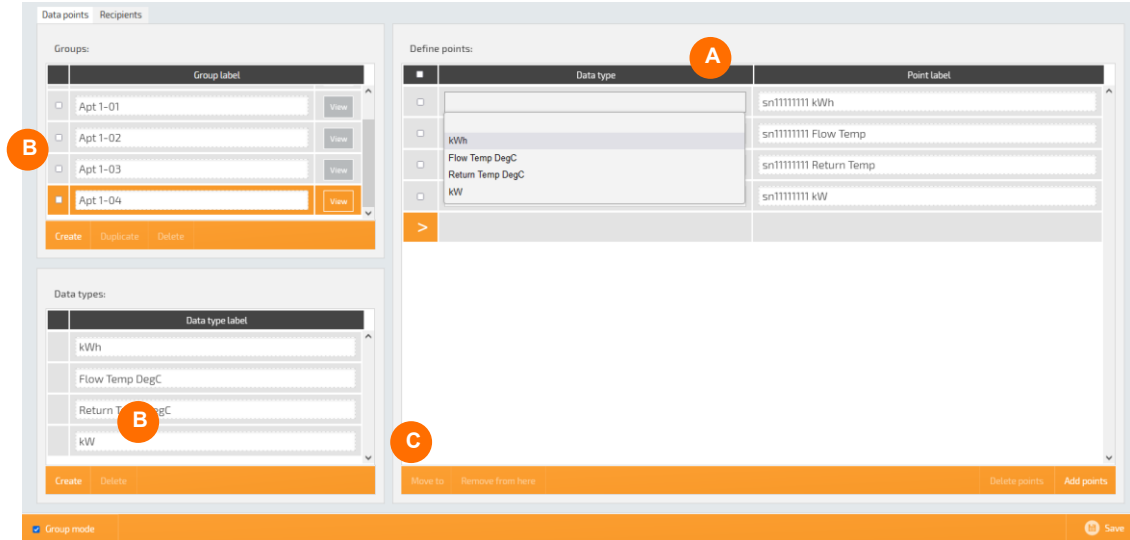 Data points Recipients
Groups:
Group label
Apt 1-01 View
Apt 1-02 View
B
Apt 1-03 View
Apt 1-04 View
Create Duplicate Delete
Data types:
Data type label
kWh
Flow Temp DegC
Return T egC
B
kW
Create Delete
Define points:
A
Data type Point label
sn11111111 kWh
sn11111111 Flow Temp
sn11111111 Return Temp
sn11111111 kW
kWh
Flow Temp DegC
Return Temp DegC
kW
>
C
Move to Remove from here Delete points Add points
Group mode Save